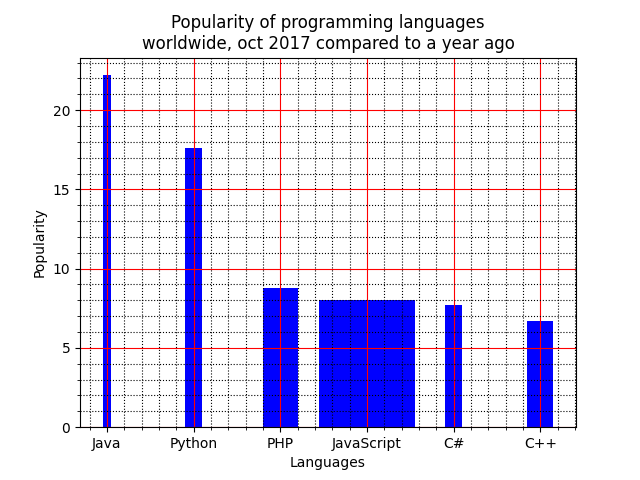 Popularity of programming languages
worldwide, oct 2017 compared to a year ago
Popularity
20
15
10
5
0
Java Python PHP JavaScript C# C++
Languages